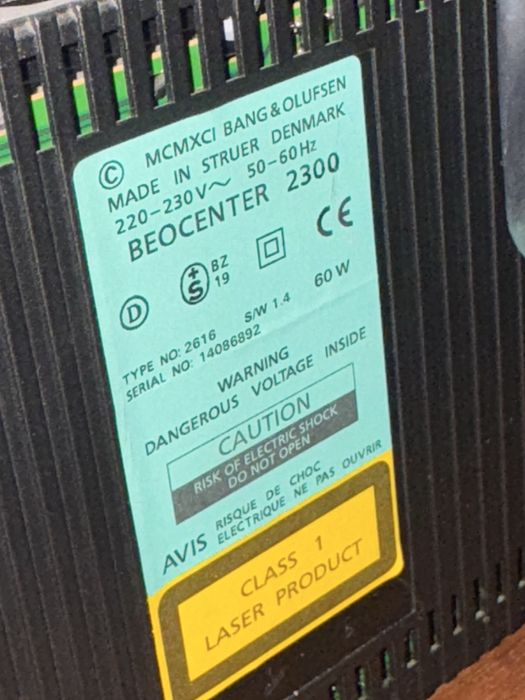 © MCMXCI BANG & OLUFSEN
MADE IN STRUER DENMARK
220–230V~ 50–60Hz
BEOCENTER 2300
D
+S
BZ
19
CE
TYPE NO: 2616 S/W 1.4 60 W
SERIAL NO: 14086892
WARNING
DANGEROUS VOLTAGE INSIDE
CAUTION
RISK OF ELECTRIC SHOCK
DO NOT OPEN
AVIS RISQUE DE CHOC
ELECTRIQUE NE PAS OUVRIR
CLASS 1
LASER PRODUCT